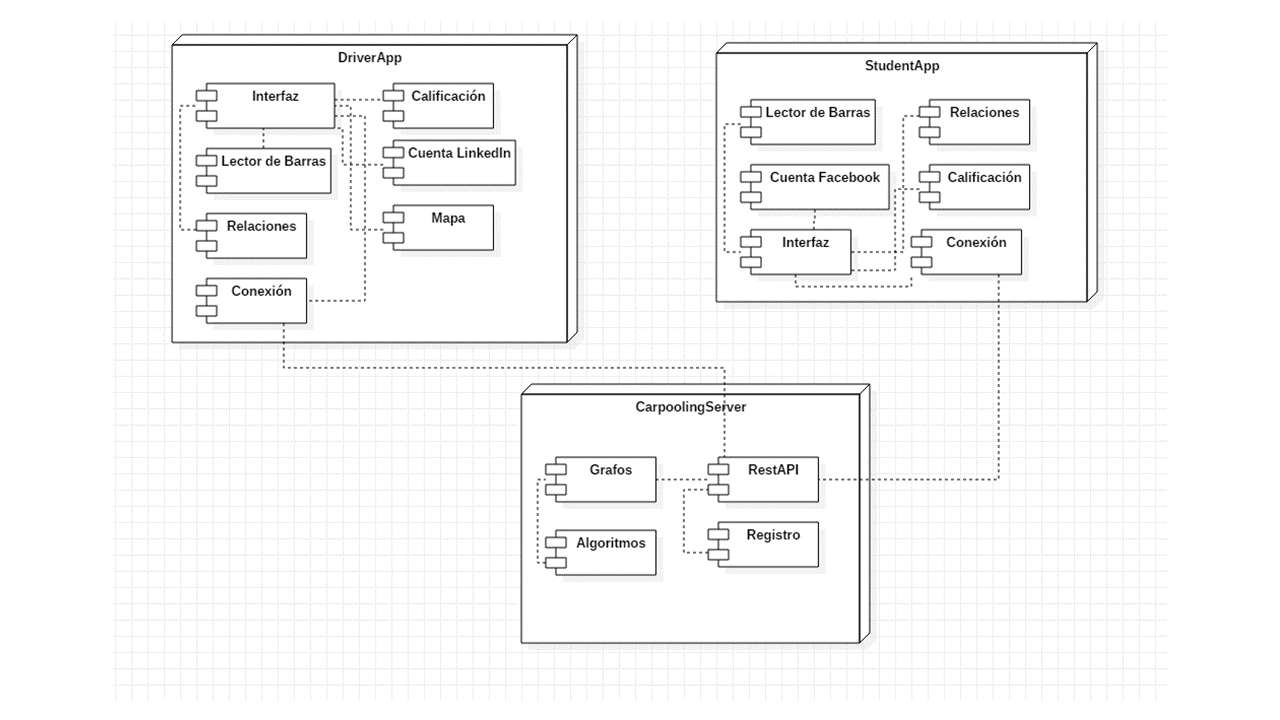 DriverApp
Interfaz
Calificación
Lector de Barras
Cuenta LinkedIn
Relaciones
Mapa
Conexión
StudentApp
Lector de Barras
Relaciones
Cuenta Facebook
Calificación
Interfaz
Conexión
CarpoolingServer
Grafos
RestAPI
Algoritmos
Registro